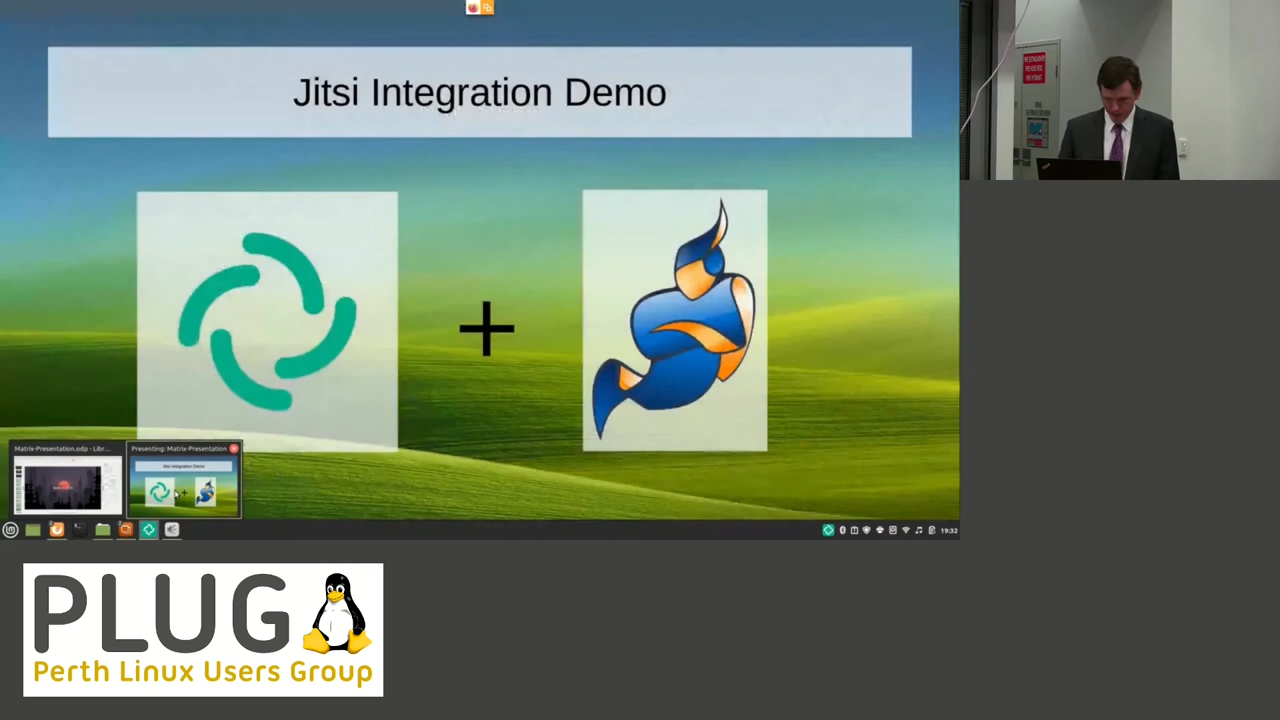 Jitsi Integration Demo
Matrix-Presentation.odp - Libr...
Presenting: Matrix-Presentation
Jitsi Integration Demo
19:32
PLUG
Perth Linux Users Group